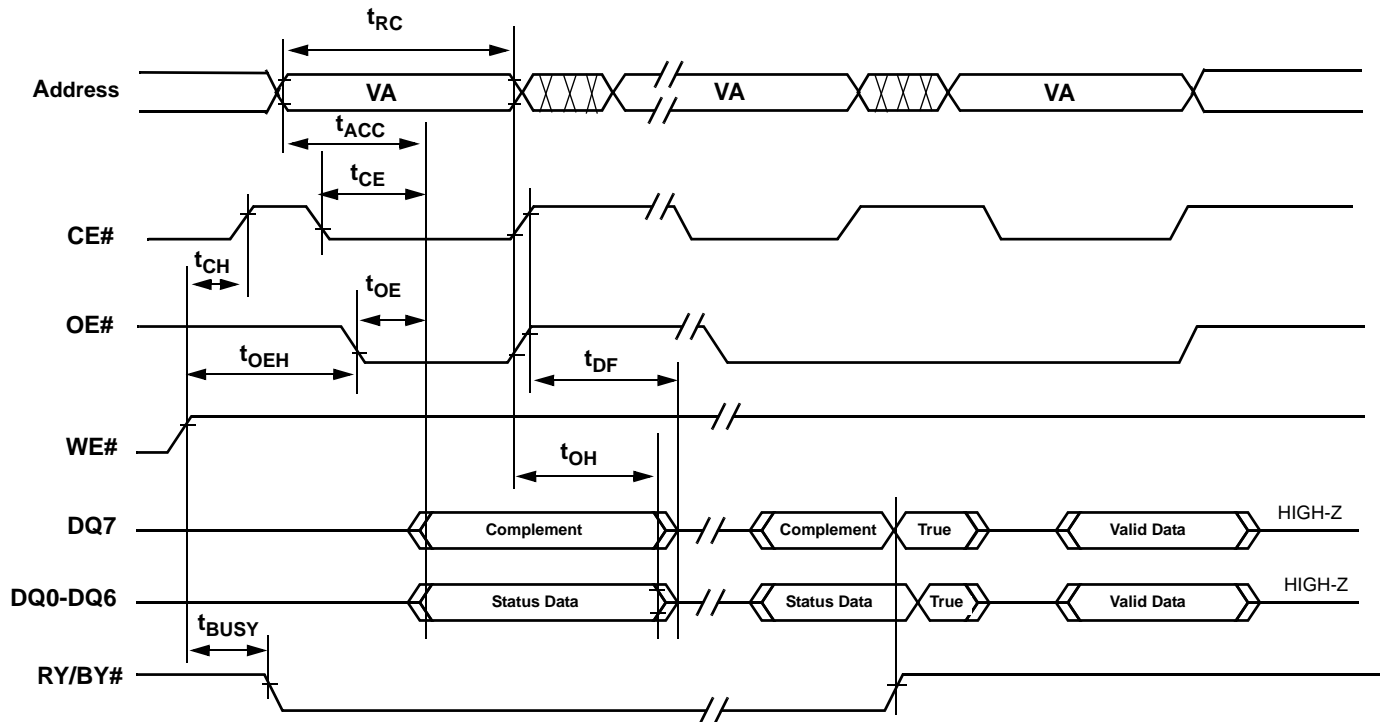 tRC
Address VA VA VA
tACC
tCE
CE#
tCH
tOE
OE#
tOEH
tDF
WE#
tOH
DQ7 Complement Complement True Valid Data HIGH-Z
DQ0-DQ6 Status Data Status Data True Valid Data HIGH-Z
tBUSY
RY/BY#